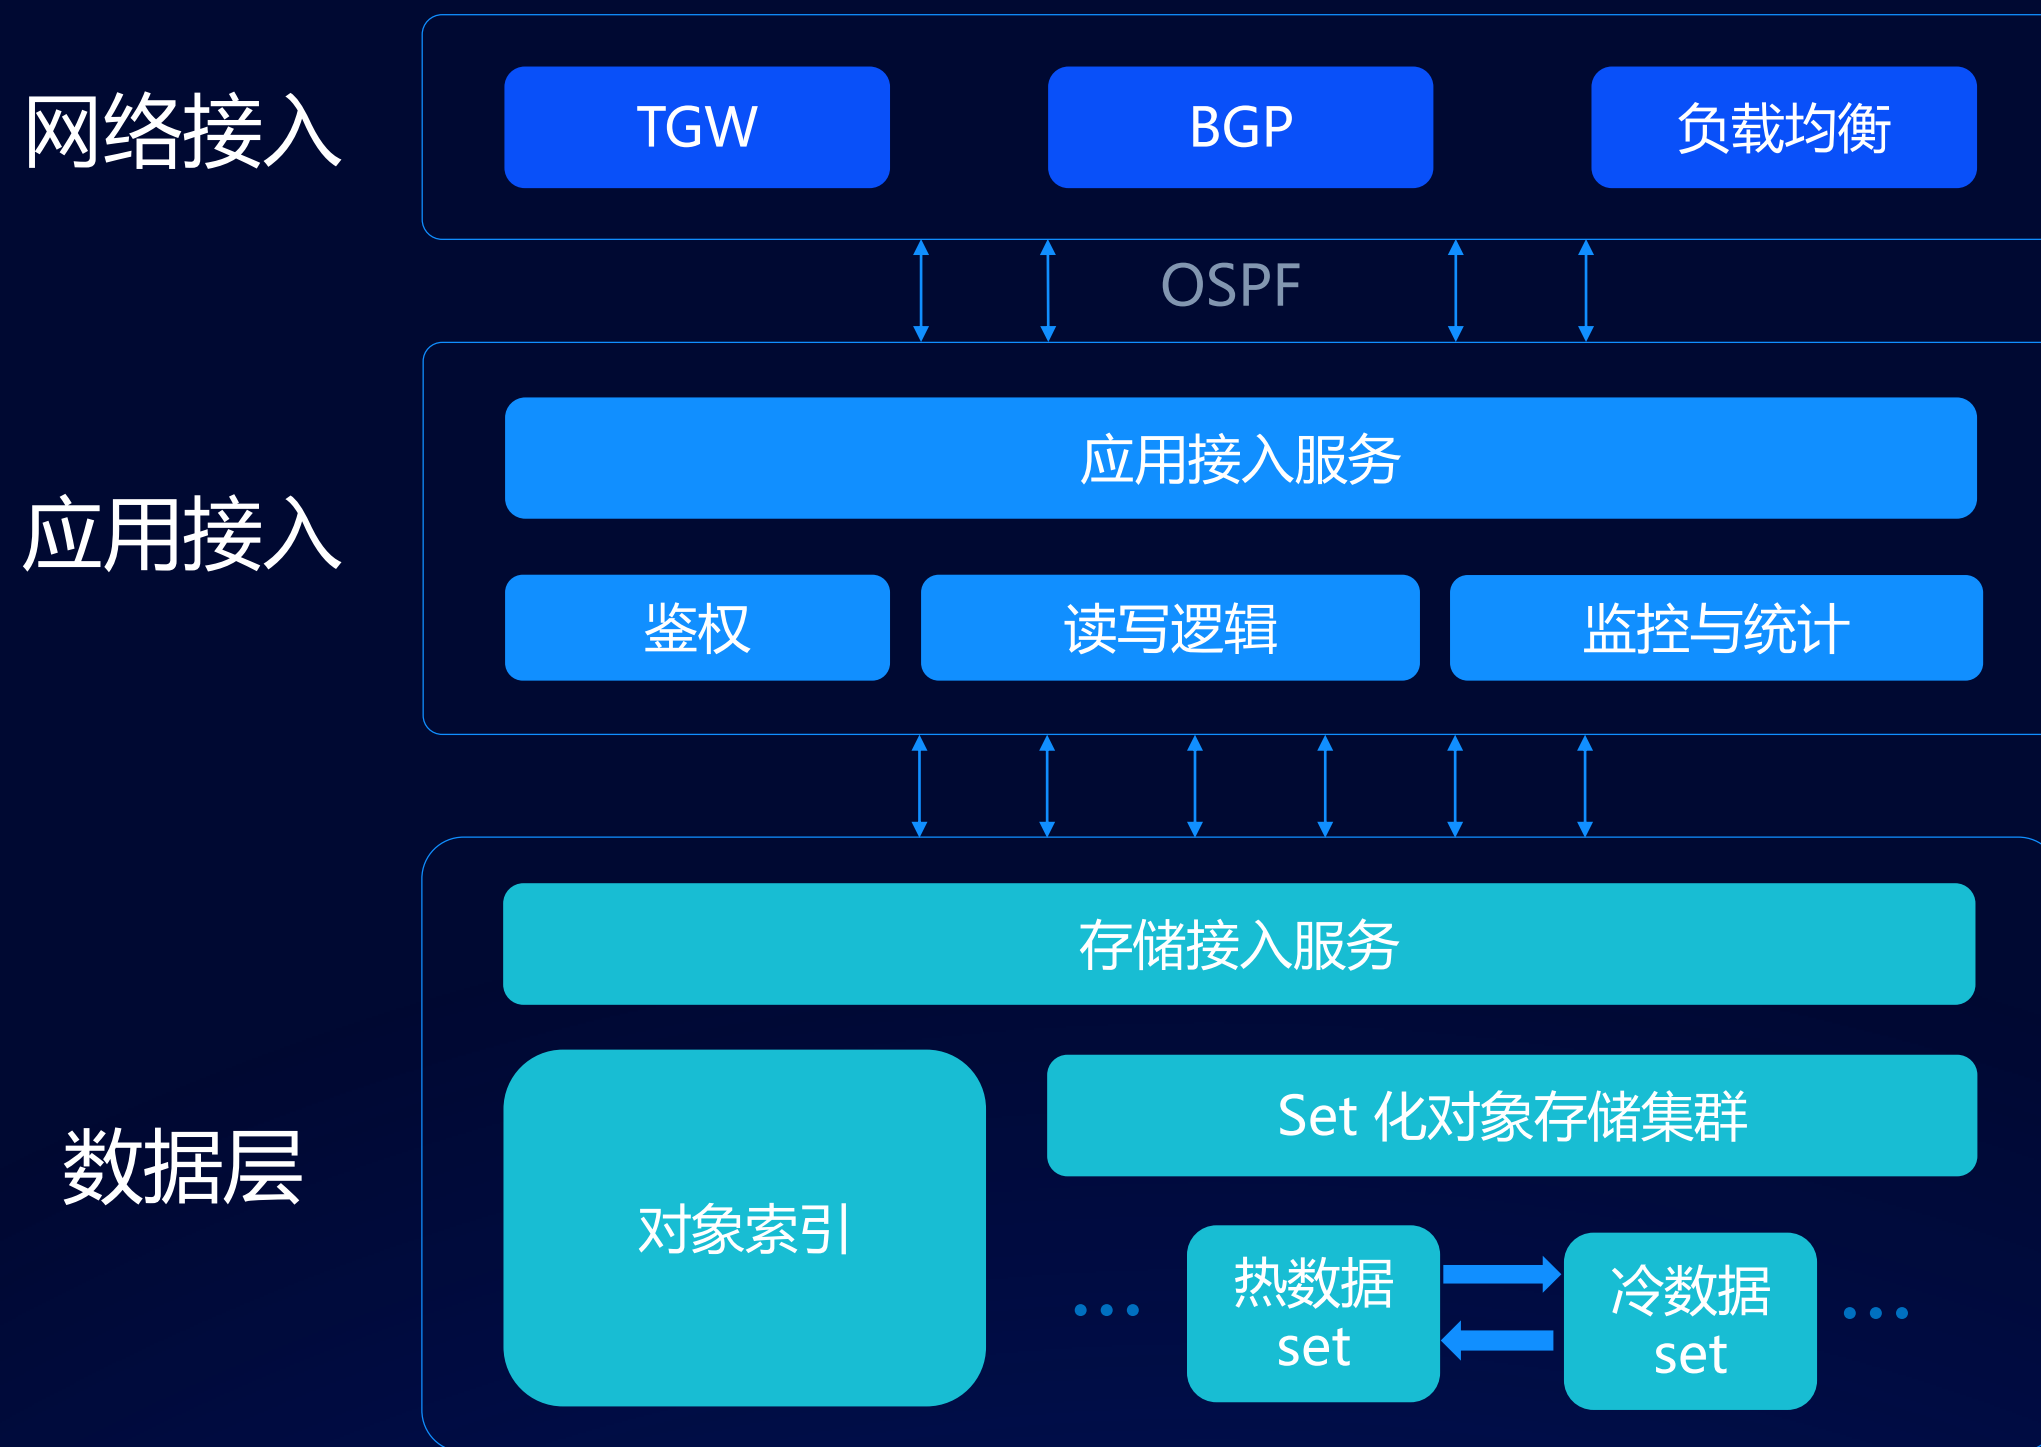 网络接入
TGW
BGP
负载均衡
OSPF
应用接入
应用接入服务
鉴权
读写逻辑
监控与统计
数据层
存储接入服务
对象索引
Set 化对象存储集群
热数据
set
冷数据
set